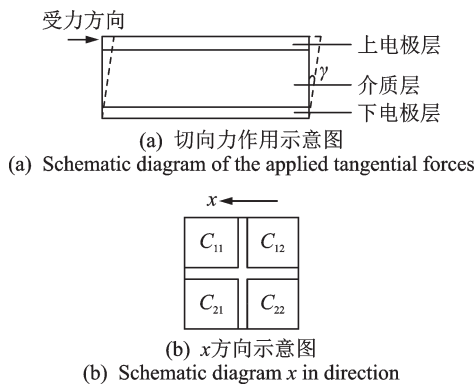 受力方向
上电极层
γ
介质层
下电极层
(a) 切向力作用示意图
(a) Schematic diagram of the applied tangential forces
x
C11 C12
C21 C22
(b) x方向示意图
(b) Schematic diagram x in direction